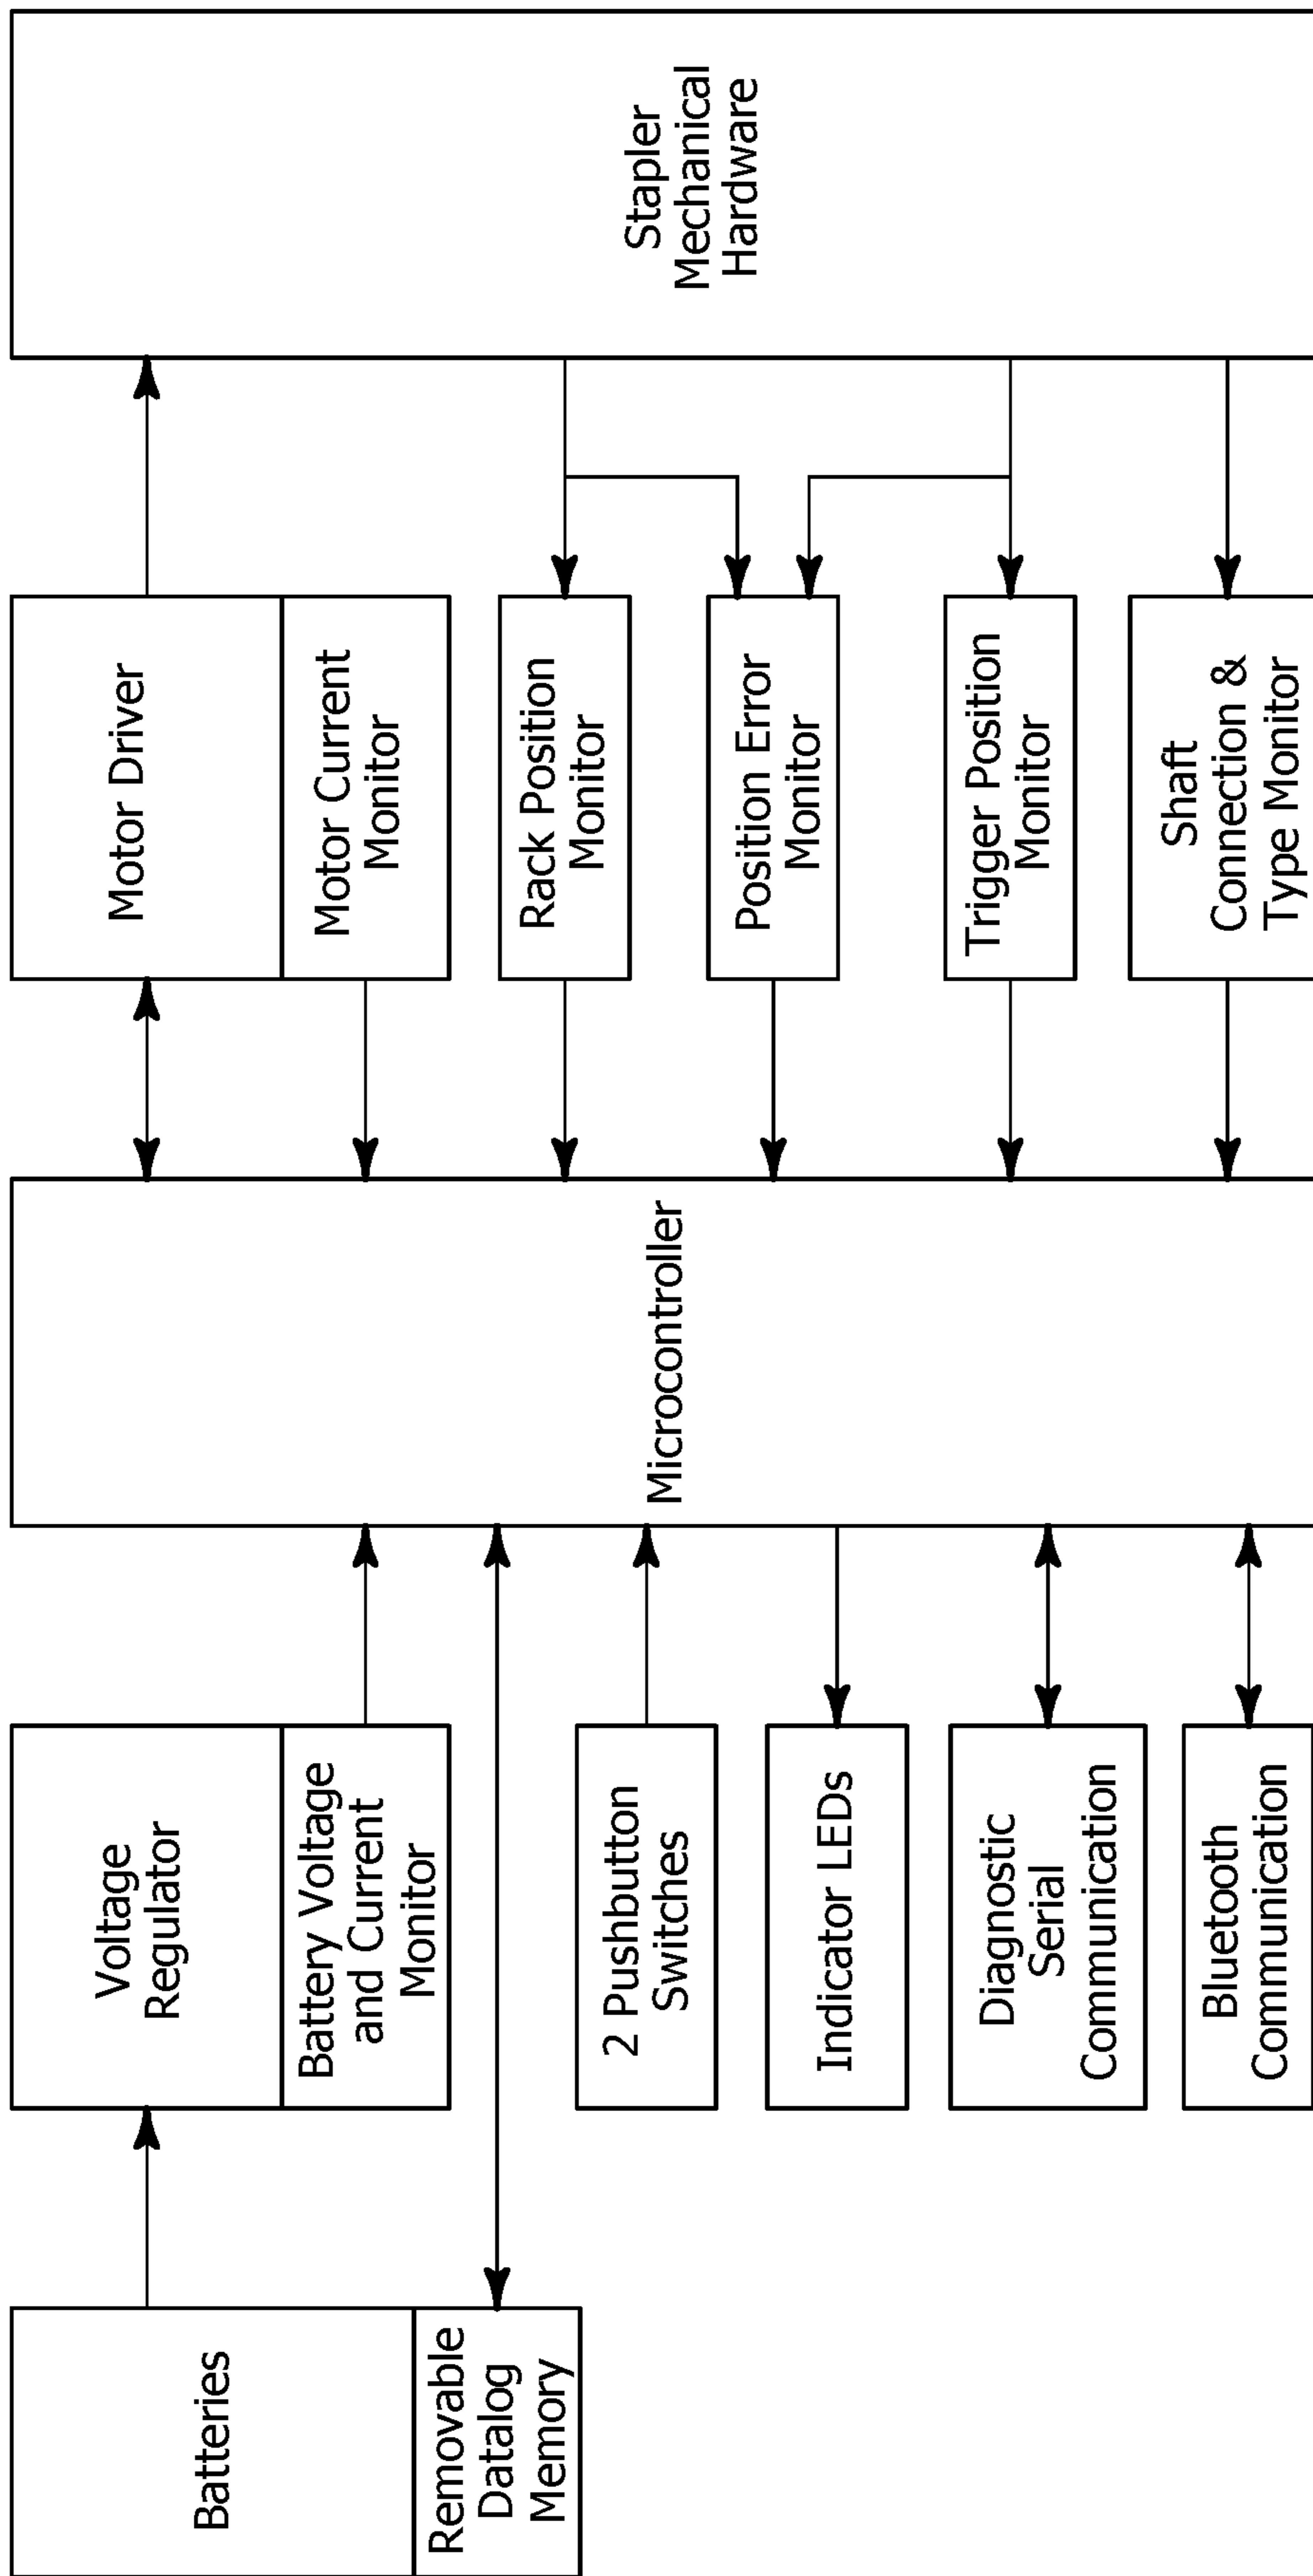 Batteries
Removable
Datalog
Memory
Voltage
Regulator
Battery Voltage
and Current
Monitor
2 Pushbutton
Switches
Indicator LEDs
Diagnostic
Serial
Communication
Bluetooth
Communication
Microcontroller
Motor Driver
Motor Current
Monitor
Rack Position
Monitor
Position Error
Monitor
Trigger Position
Monitor
Shaft
Connection &
Type Monitor
Stapler
Mechanical
Hardware